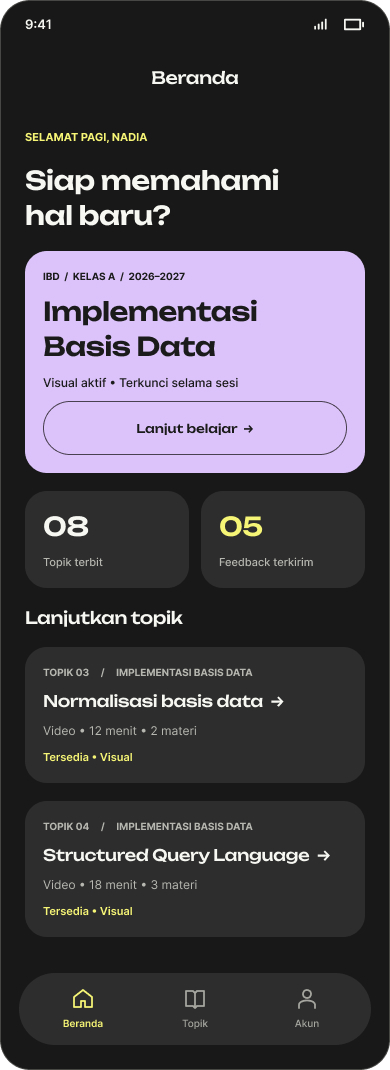 9:41
Beranda
SELAMAT PAGI, NADIA
Siap memahami
hal baru?
IBD / KELAS A / 2026–2027
Implementasi
Basis Data
Visual aktif • Terkunci selama sesi
Lanjut belajar →
08
Topik terbit
05
Feedback terkirim
Lanjutkan topik
TOPIK 03 / IMPLEMENTASI BASIS DATA
Normalisasi basis data →
Video • 12 menit • 2 materi
Tersedia • Visual
TOPIK 04 / IMPLEMENTASI BASIS DATA
Structured Query Language →
Video • 18 menit • 3 materi
Tersedia • Visual
Beranda
Topik
Akun